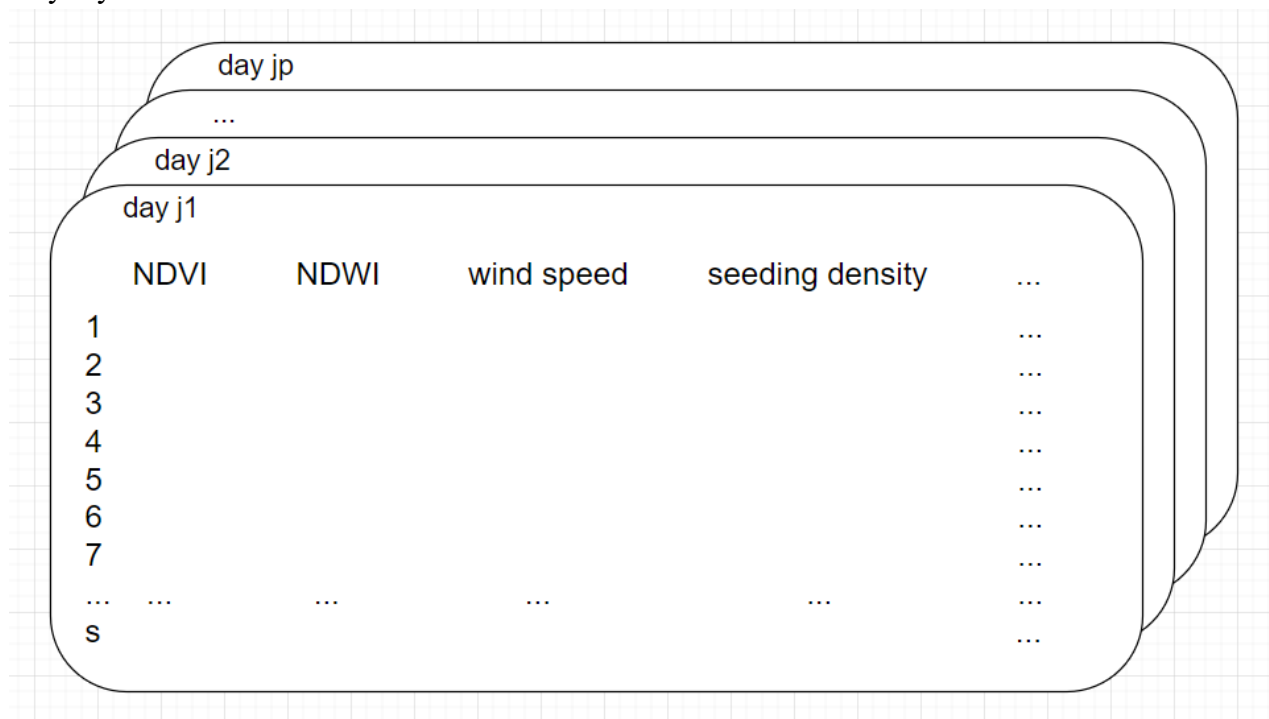 day jp
...
day j2
day j1
NDVI NDWI wind speed seeding density ...
1 ...
2 ...
3 ...
4 ...
5 ...
6 ...
7 ...
... ... ... ... ... ...
s ...